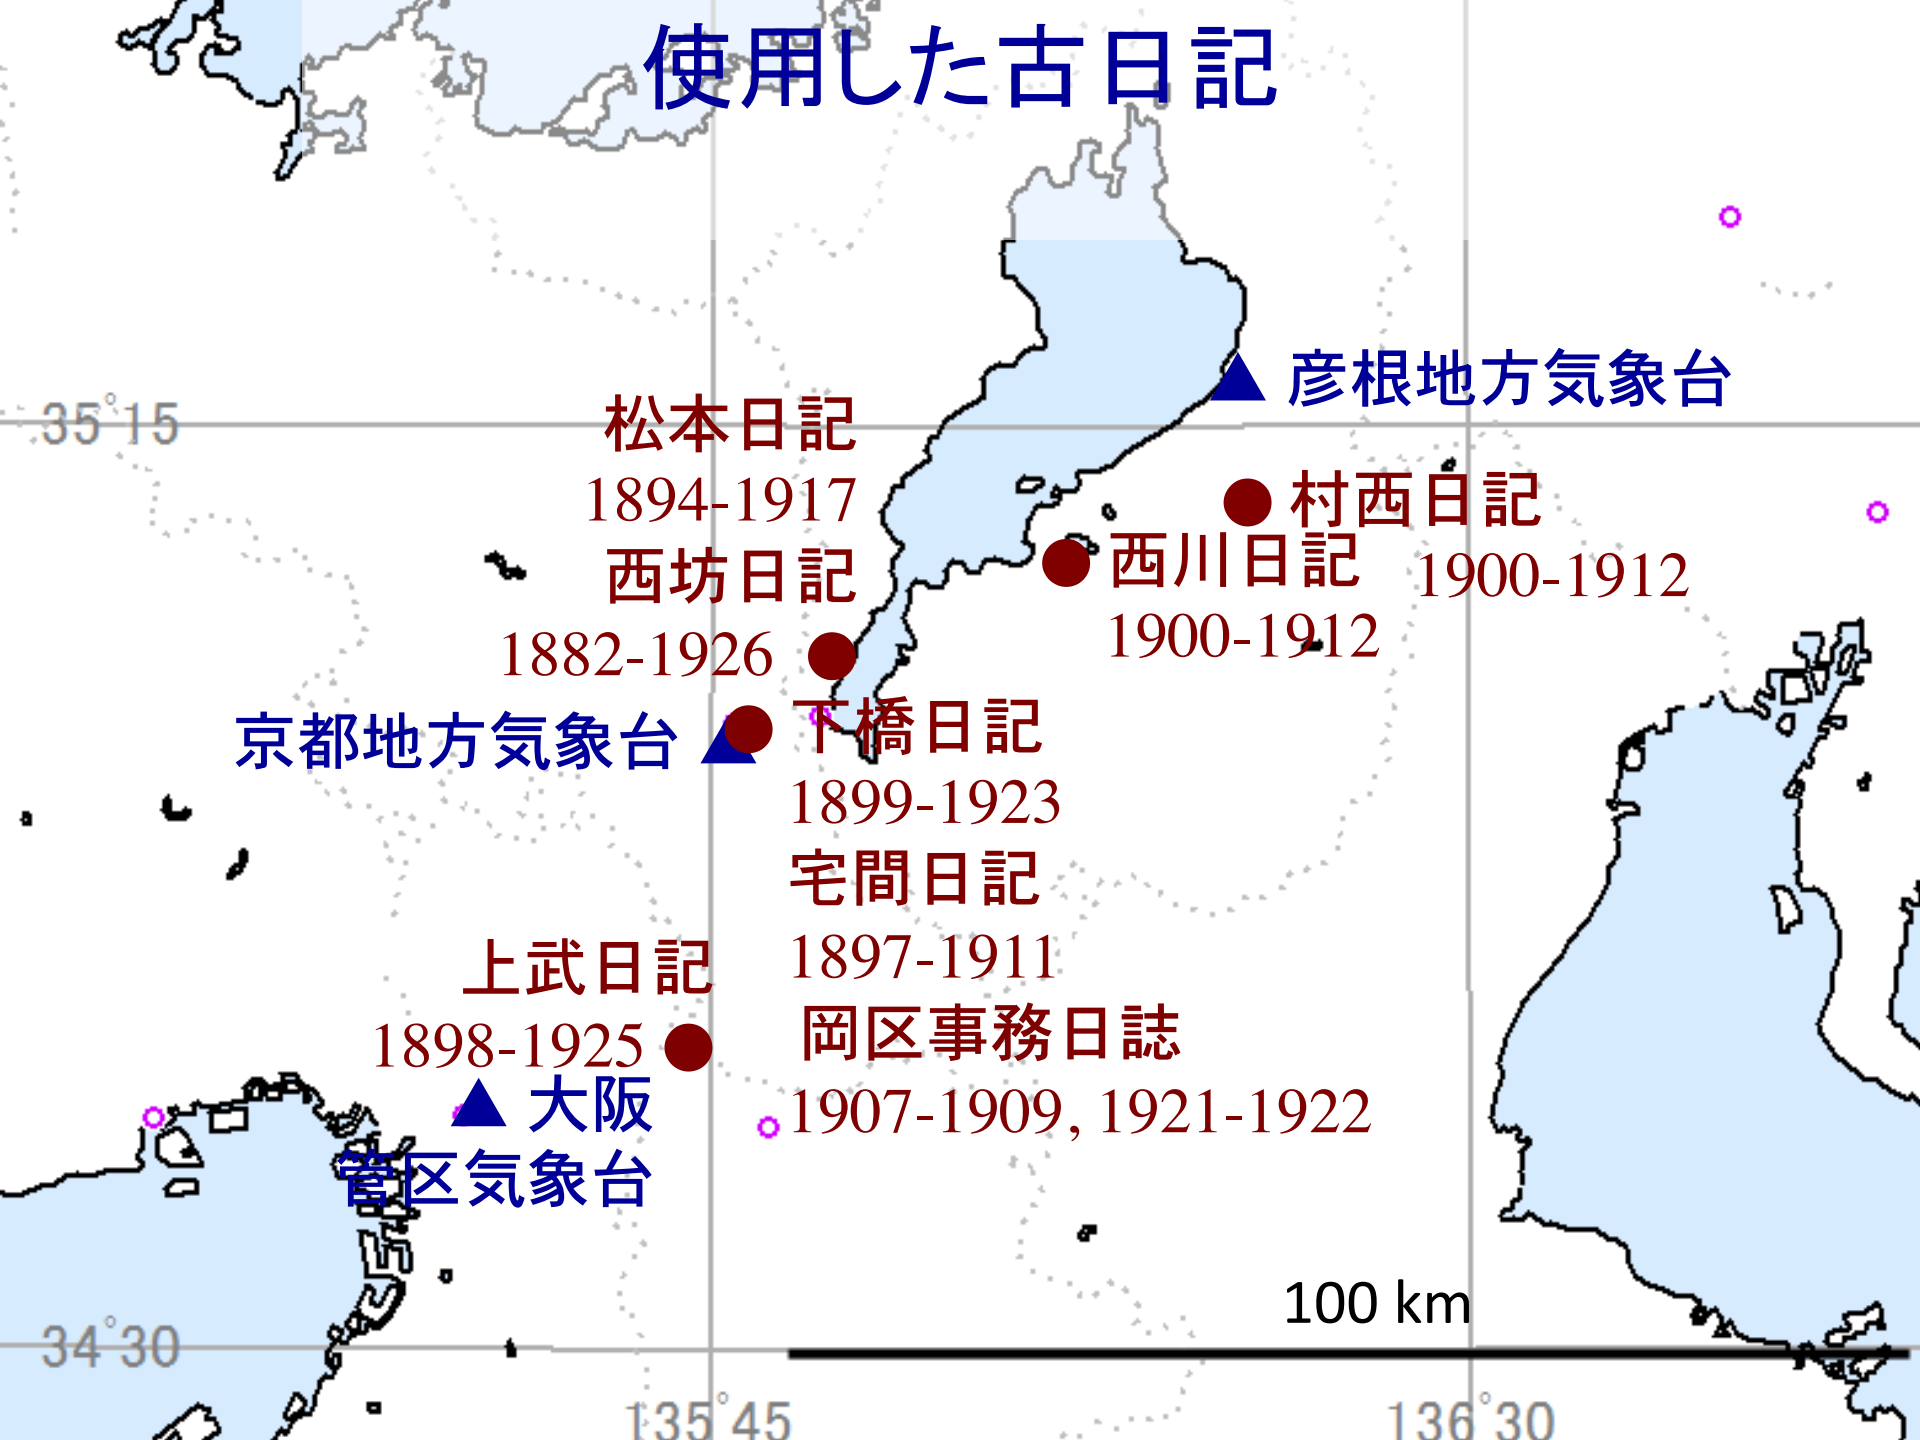 使用した古日記
彦根地方気象台
35°15
松本日記
1894-1917
村西日記
1900-1912
西川日記
1900-1912
西坊日記
1882-1926
京都地方気象台
下橋日記
1899-1923
宅間日記
1897-1911
上武日記
1898-1925
岡区事務日誌
1907-1909, 1921-1922
大阪
管区気象台
100 km
34°30
135°45
136°30